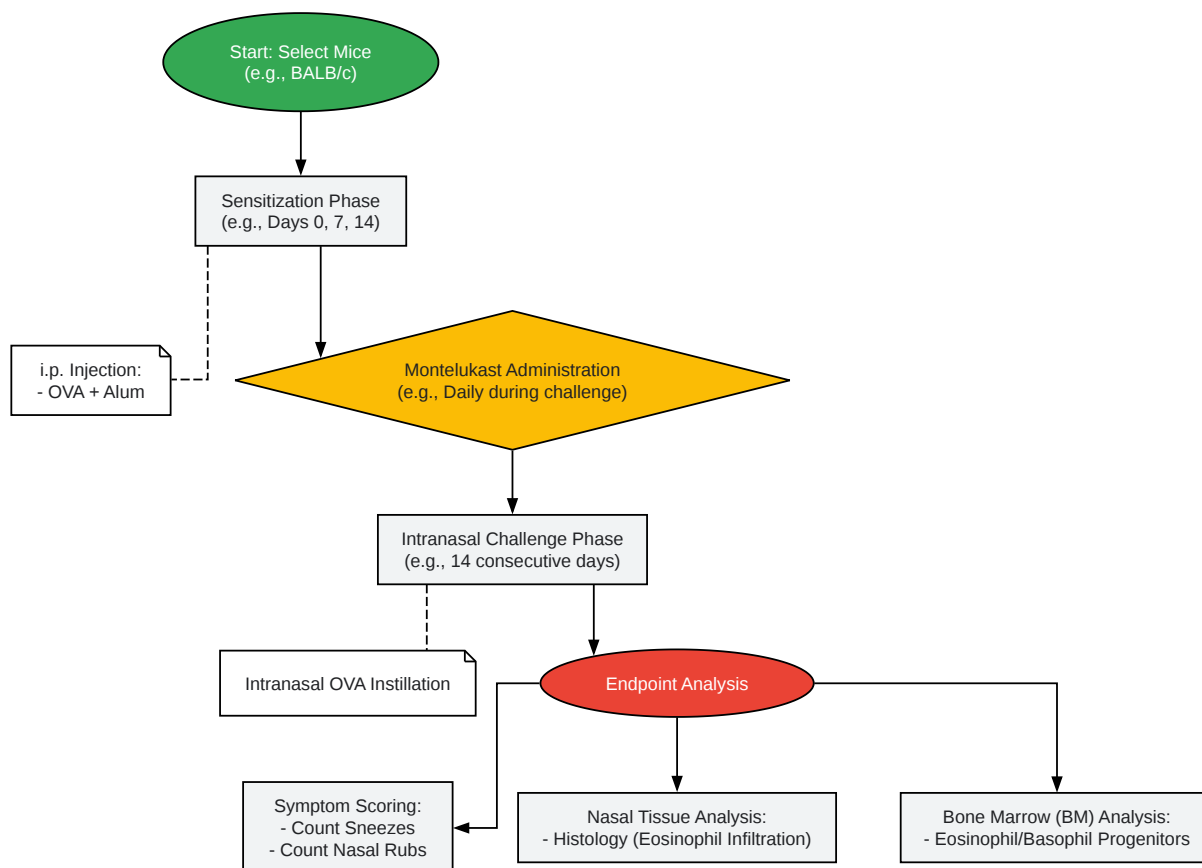 Start: Select Mice
(e.g., BALB/c)
Sensitization Phase
(e.g., Days 0, 7, 14)
i.p. Injection:
- OVA + Alum
Montelukast Administration
(e.g., Daily during challenge)
Intranasal Challenge Phase
(e.g., 14 consecutive days)
Intranasal OVA Instillation
Endpoint Analysis
Symptom Scoring:
- Count Sneezes
- Count Nasal Rubs
Nasal Tissue Analysis:
- Histology (Eosinophil Infiltration)
Bone Marrow (BM) Analysis:
- Eosinophil/Basophil Progenitors